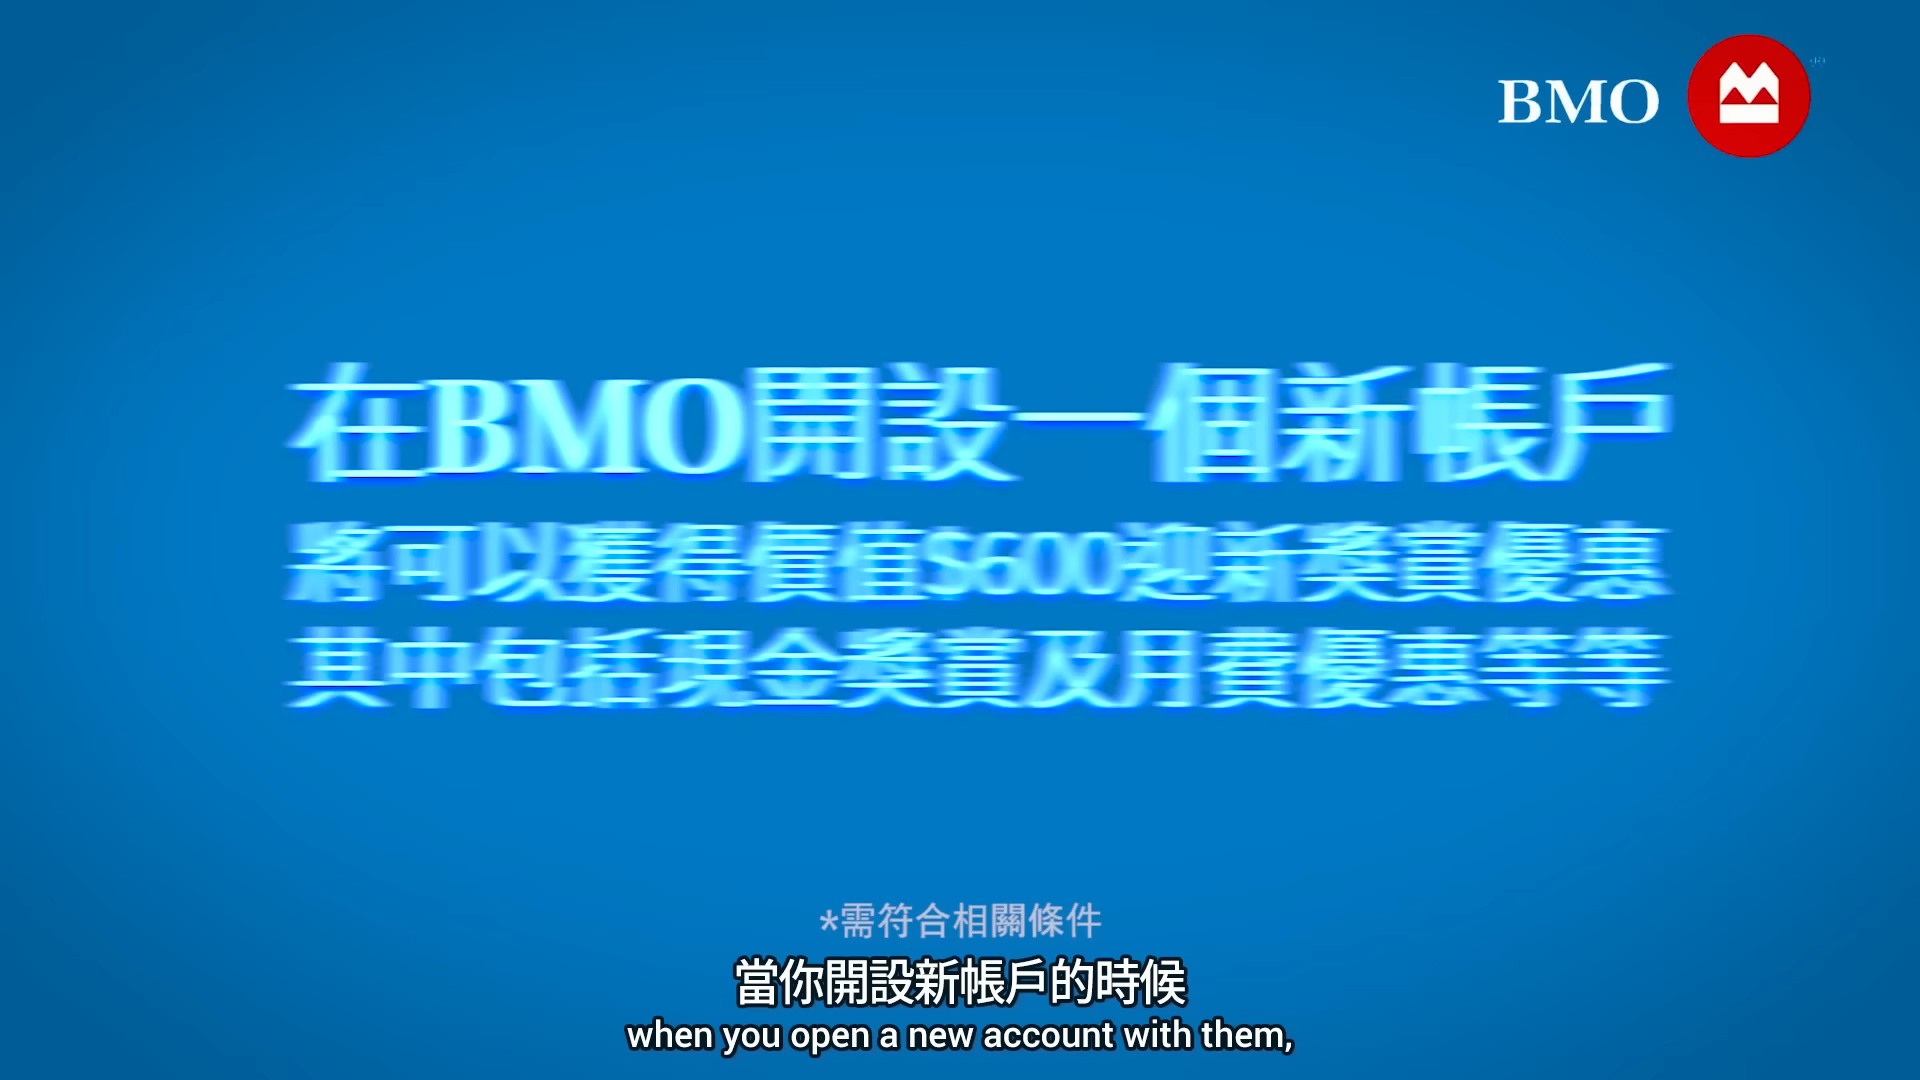 BMO
在BMO開設一個新帳戶
將可以獲得價值$600迎新獎賞優惠
其中包括現金獎賞及月費優惠等等
*需符合相關條件
當你開設新帳戶的時候
when you open a new account with them,